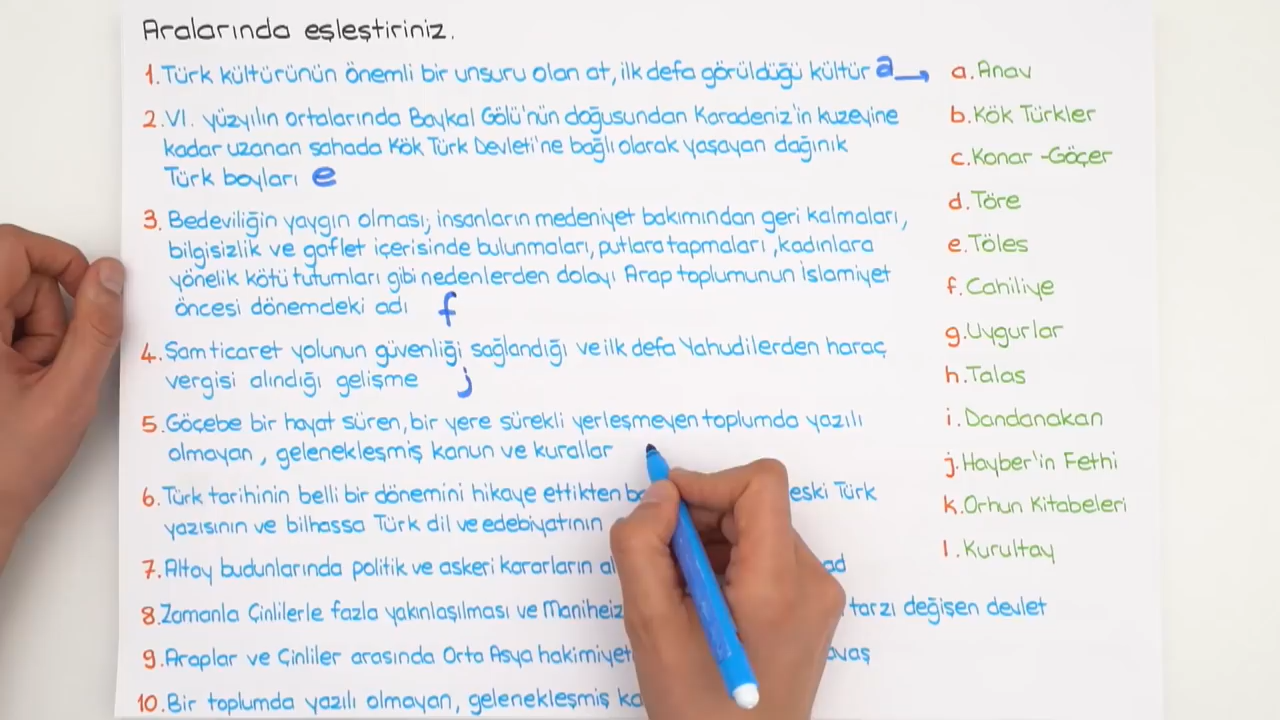 Aralarında eşleştiriniz.
1. Türk kültürünün önemli bir unsuru olan at, ilk defa görüldüğü kültür a
2. VI. yüzyılın ortalarında Baykal Gölü'nün doğusundan Karadeniz'in kuzeyine
kadar uzanan sahada Kök Türk Devleti'ne bağlı olarak yaşayan dağınık
Türk boyları e
3. Bedeviliğin yaygın olması; insanların medeniyet bakımından geri kalmaları,
bilgisizlik ve gaflet içerisinde bulunmaları, putlara tapmaları, kadınlara
yönelik kötü tutumları gibi nedenlerden dolayı Arap toplumunun İslamiyet
öncesi dönemdeki adı f
4. Şam ticaret yolunun güvenliği sağlandığı ve ilk defa Yahudilerden haraç
vergisi alındığı gelişme j
5. Göçebe bir hayat süren, bir yere sürekli yerleşmeyen toplumda yazılı
olmayan, gelenekleşmiş kanun ve kurallar
6. Türk tarihinin belli bir dönemini hikaye ettikten eski Türk
yazısının ve bilhassa Türk dil ve edebiyatının
7. Altay budunlarında politik ve askeri kararların ad
8. Zamanla Çinlilerle fazla yakınlaşılması ve tarzı değişen devlet
9. Araplar ve Çinliler arasında Orta Asya
10. Bir toplumda yazılı olmayan, gelenekleşmiş
a. Anav
b. Kök Türkler
c. Konar-Göçer
d. Töre
e. Töles
f. Cahiliye
g. Uygurlar
h. Talas
i. Dandanakan
j. Hayber'in Fethi
k. Orhun Kitabeleri
l. Kurultay